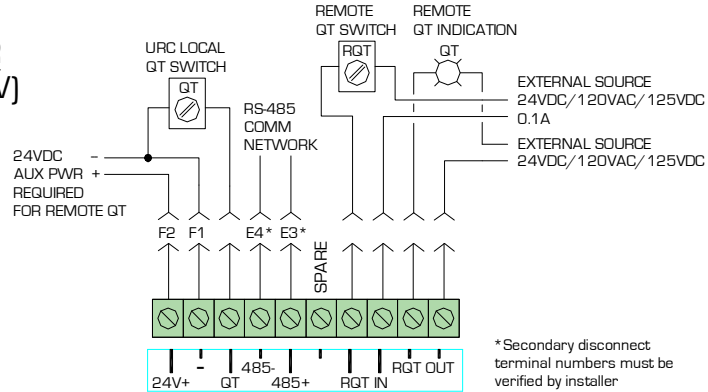 V)
REMOTE
QT SWITCH
RQT
REMOTE
QT INDICATION
QT
URC LOCAL
QT SWITCH
QT
RS-485
COMM
NETWORK
EXTERNAL SOURCE
24VDC/120VAC/125VDC
0.1A
EXTERNAL SOURCE
24VDC/120VAC/125VDC
24VDC -
AUX PWR +
REQUIRED
FOR REMOTE QT
F2 F1 E4* E3*
SPARE
24V+ - QT 485- 485+ RQT IN RQT OUT
*Secondary disconnect
terminal numbers must be
verified by installer